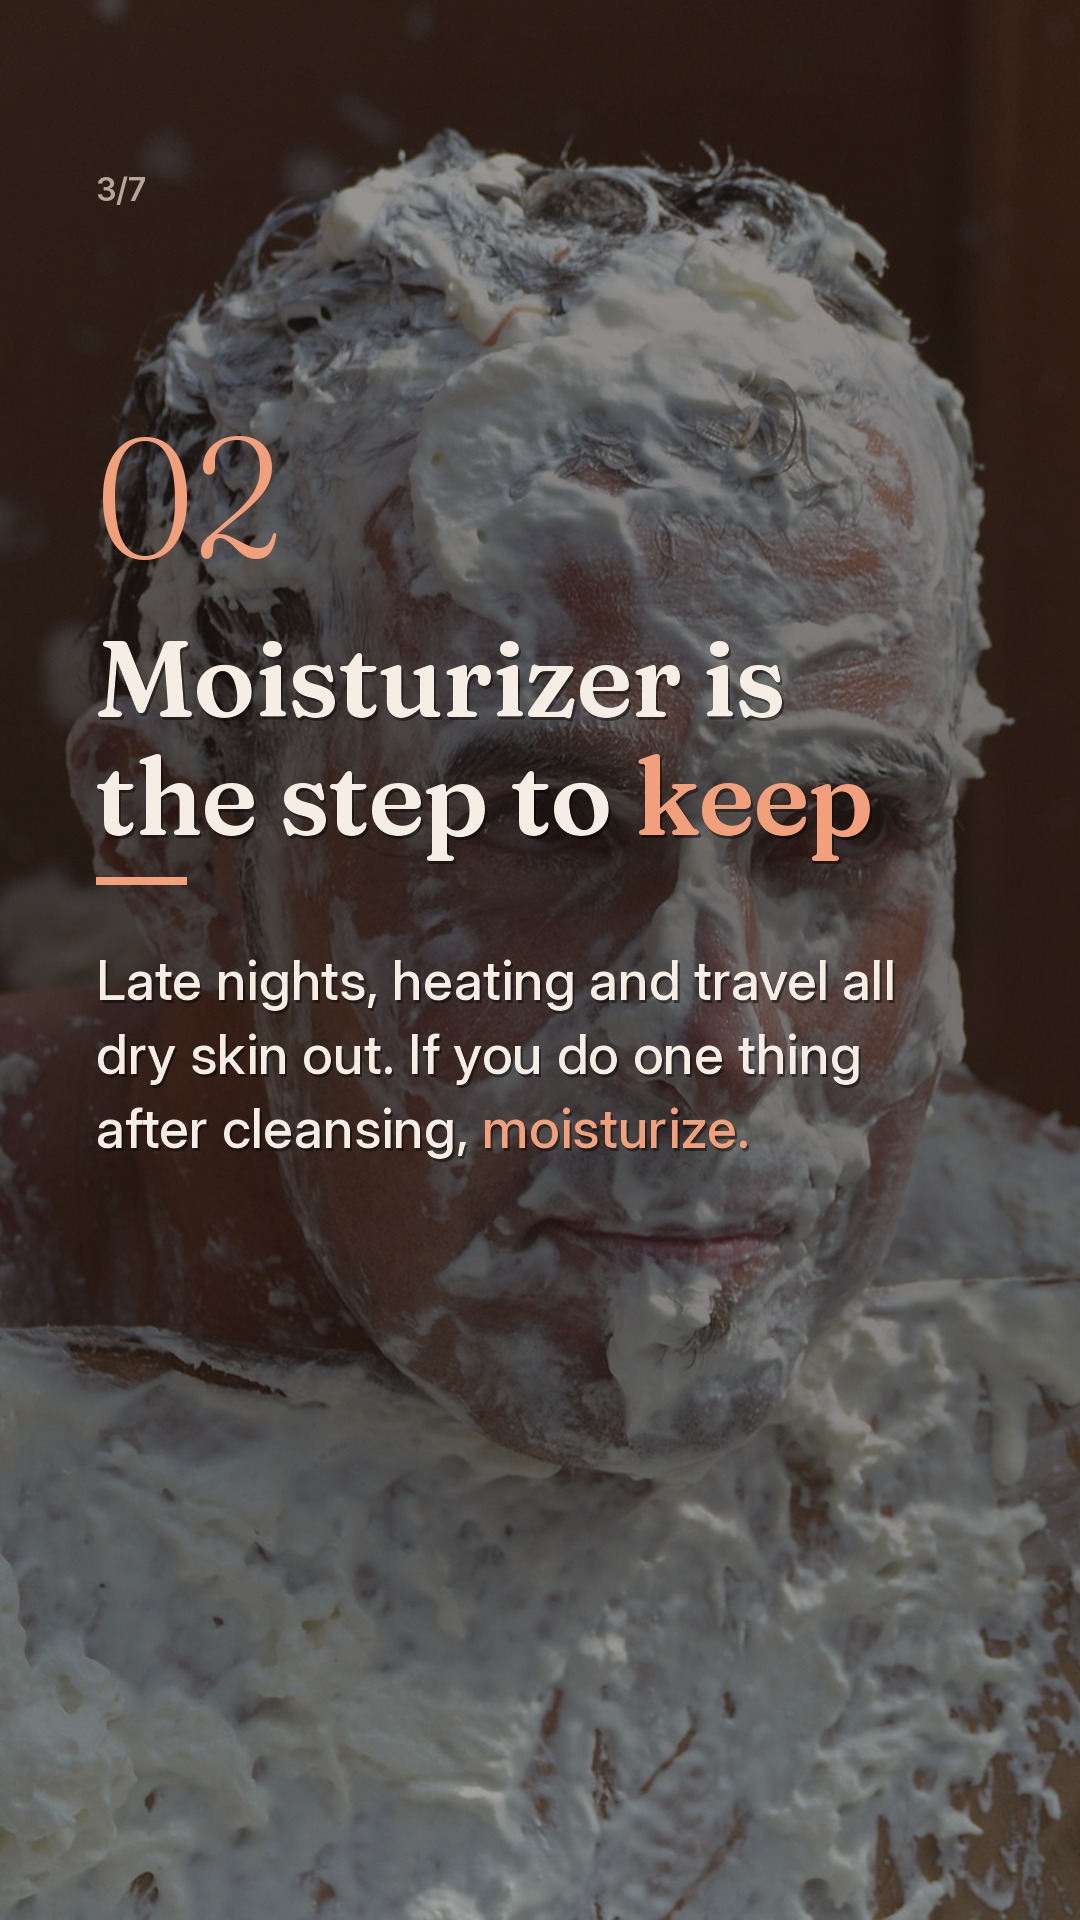 3/7
02
Moisturizer is
the step to keep
Late nights, heating and travel all
dry skin out. If you do one thing
after cleansing, moisturize.